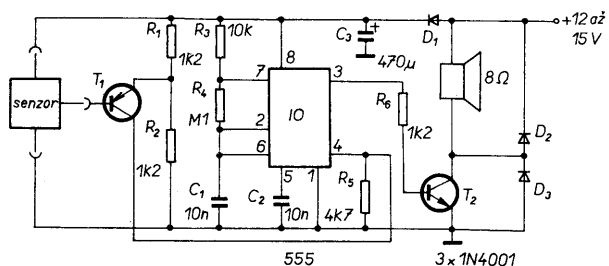 R₁
R₃
10k
C₃
+
D₁
+12 až
15 V
1k2
8
470µ
8Ω
T₁
7
3
senzor
R₄
M1
IO
R₆
2
R₂
1k2
6
4
D₂
1k2
5
1
R₅
T₂
D₃
C₁
C₂
10n
10n
4k7
555
3 x 1N4001